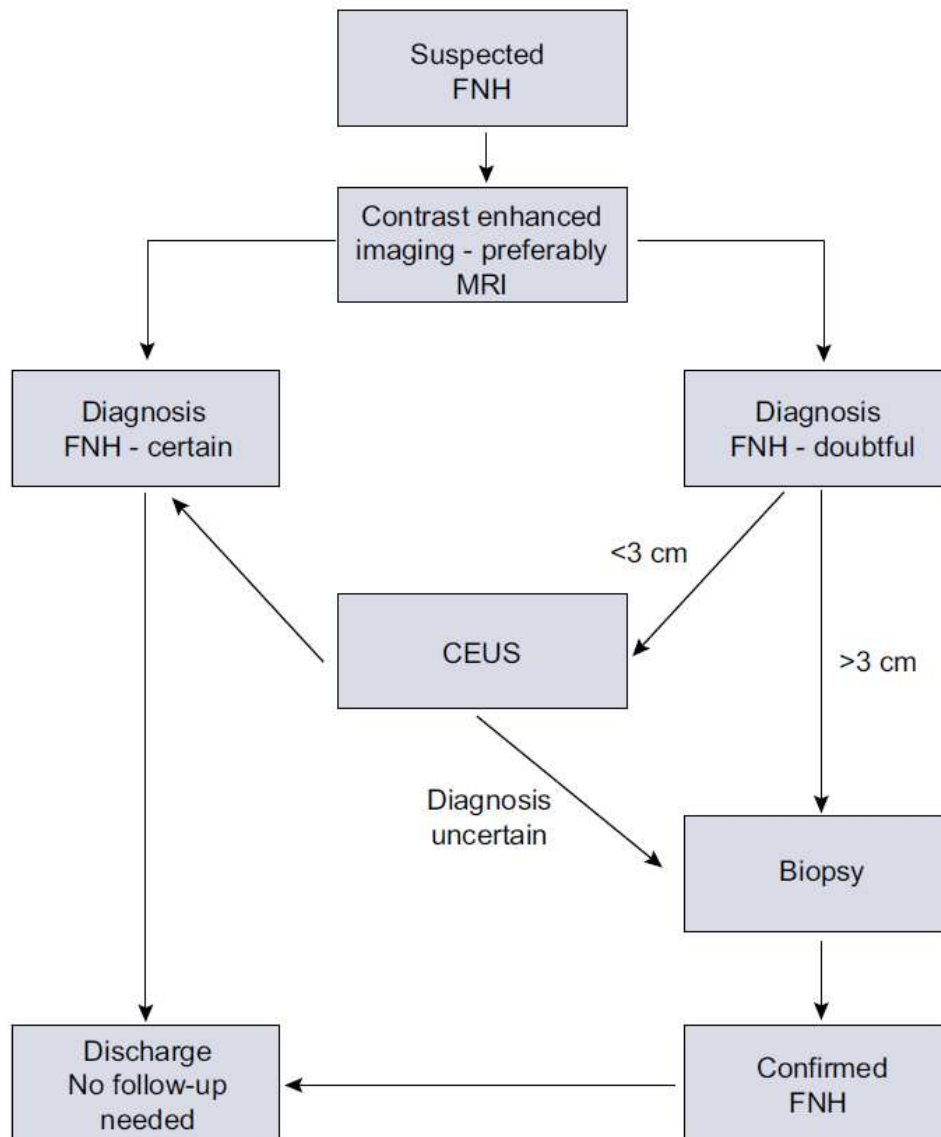 Suspected
FNH
Contrast enhanced
imaging - preferably
MRI
Diagnosis
FNH - certain
Diagnosis
FNH - doubtful
<3 cm
CEUS
>3 cm
Diagnosis
uncertain
Biopsy
Discharge
No follow-up
needed
Confirmed
FNH